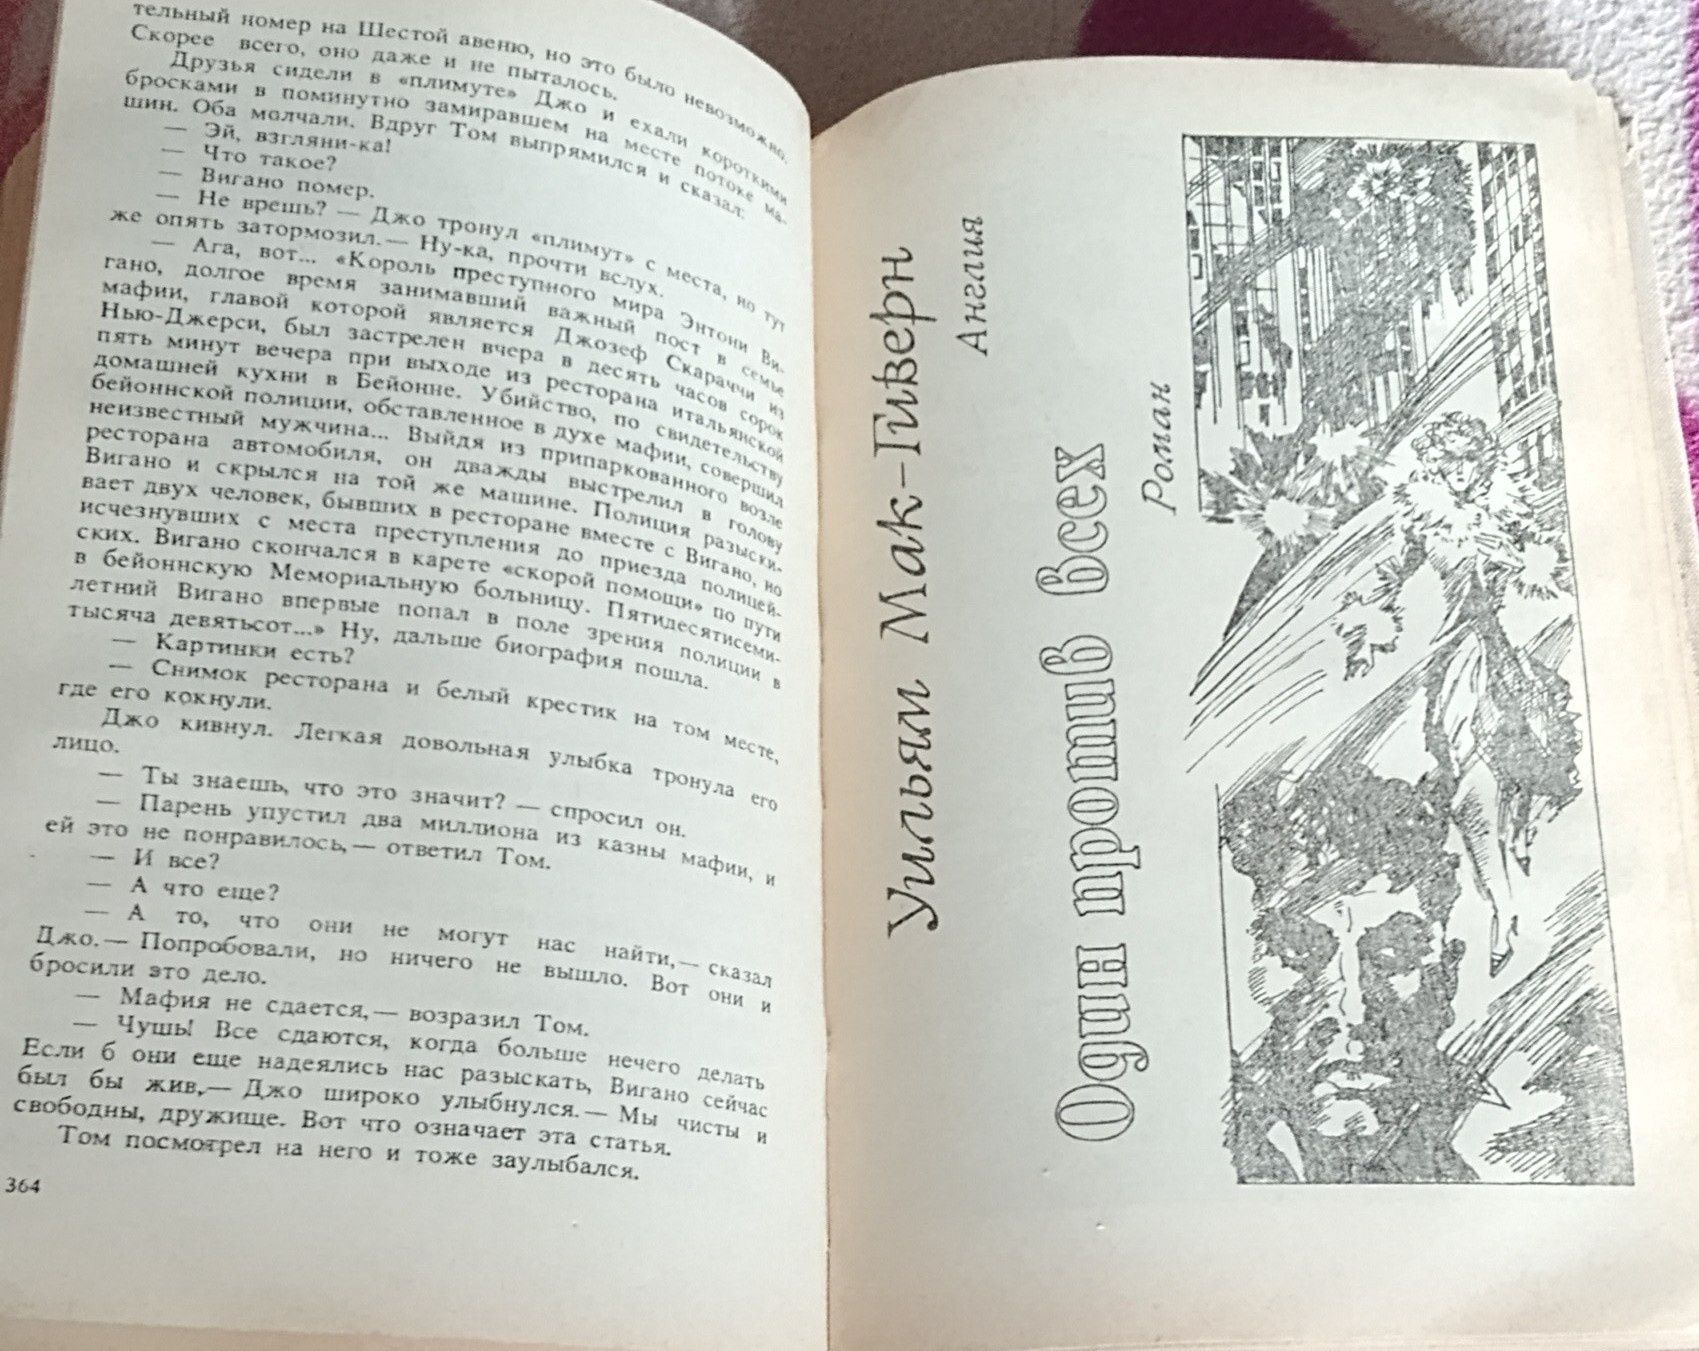 тельный номер на Шестой авеню, но это было невозможно.
Скорее всего, оно даже и не пыталось.
Друзья сидели в «плимуте» Джо и ехали короткими
бросками в поминутно замиравшем на месте потоке ма-
шин. Оба молчали. Вдруг Том выпрямился и сказал:
— Эй, взгляни-ка!
— Что такое?
— Вигано помер.
— Не врешь? — Джо тронул «плимут» с места, но тут
же опять затормозил.— Ну-ка, прочти вслух.
— Ага, вот... «Король преступного мира Энтони Ви-
гано, долгое время занимавший важный пост в семье
мафии, главой которой является Джозеф Скараччи из
Нью-Джерси, был застрелен вчера в десять часов сорок
пять минут вечера при выходе из ресторана итальянской
домашней кухни в Бейонне. Убийство, по свидетельству
бейоннской полиции, обставленное в духе мафии, совершил
неизвестный мужчина... Выйдя из припаркованного возле
ресторана автомобиля, он дважды выстрелил в голову
Вигано и скрылся на той же машине. Полиция разыски-
вает двух человек, бывших в ресторане вместе с Вигано, но
исчезнувших с места преступления до приезда полицей-
ских. Вигано скончался в карете «скорой помощи» по пути
в бейоннскую Мемориальную больницу. Пятидесятисеми-
летний Вигано впервые попал в поле зрения полиции в
тысяча девятьсот...» Ну, дальше биография пошла.
— Картинки есть?
— Снимок ресторана и белый крестик на том месте,
где его кокнули.
Джо кивнул. Легкая довольная улыбка тронула его
лицо.
— Ты знаешь, что это значит? — спросил он.
— Парень упустил два миллиона из казны мафии, и
ей это не понравилось,— ответил Том.
— И все?
— А что еще?
— А то, что они не могут нас найти,— сказал
Джо.— Попробовали, но ничего не вышло. Вот они и
бросили это дело.
— Мафия не сдается,— возразил Том.
— Чушь! Все сдаются, когда больше нечего делать
Если б они еще надеялись нас разыскать, Вигано сейчас
был бы жив,— Джо широко улыбнулся.— Мы чисты и
свободны, дружище. Вот что означает эта статья.
Том посмотрел на него и тоже заулыбался.
364
Уильям Мак-Гиверн
Англия
Один против всех
Роман